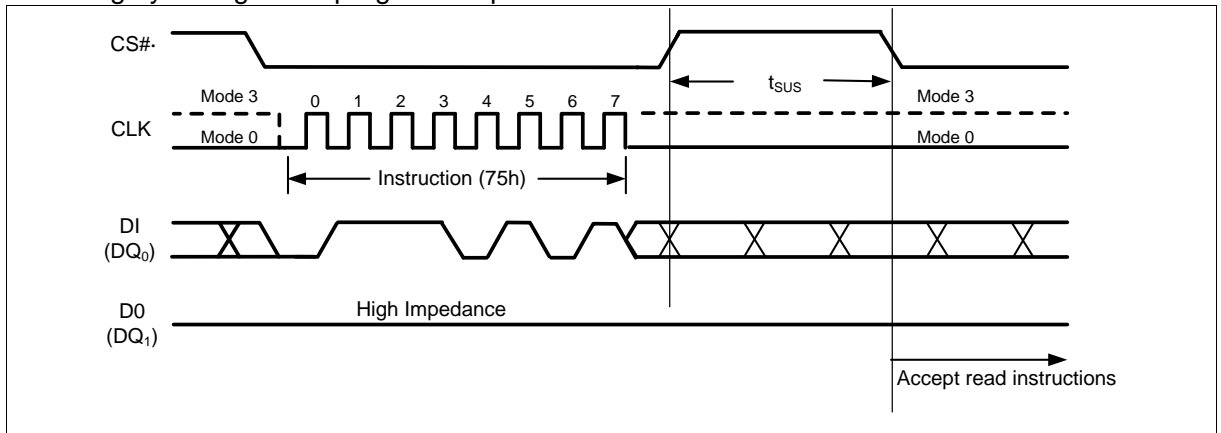 CS#·
tSUS
Mode 3
0 1 2 3 4 5 6 7
Mode 3
CLK
Mode 0
Mode 0
Instruction (75h)
DI
(DQ0)
D0
(DQ1)
High Impedance
Accept read instructions